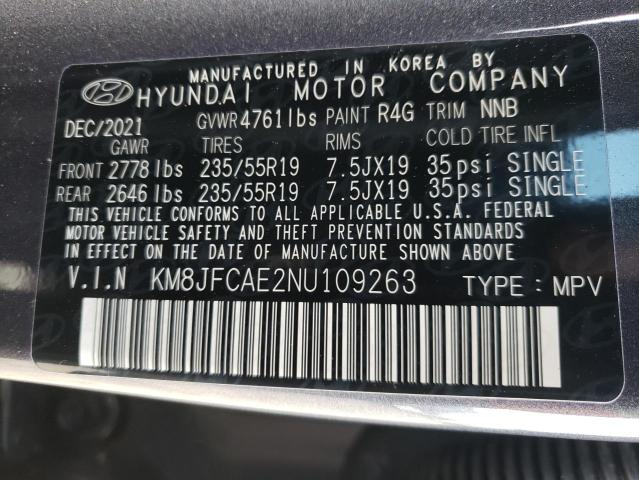 MANUFACTURED IN KOREA BY
HYUNDAI MOTOR COMPANY
DEC/2021 GVWR 4761lbs PAINT R4G TRIM NNB
GAWR TIRES RIMS COLD TIRE INFL
FRONT 2778 lbs 235/55R19 7.5JX19 35psi SINGLE
REAR 2646 lbs 235/55R19 7.5JX19 35psi SINGLE
THIS VEHICLE CONFORMS TO ALL APPLICABLE U.S.A. FEDERAL
MOTOR VEHICLE SAFETY AND THEFT PREVENTION STANDARDS
IN EFFECT ON THE DATE OF MANUFACTURE SHOWN ABOVE.
V.I.N KM8JFCAE2NU109263 TYPE : MPV